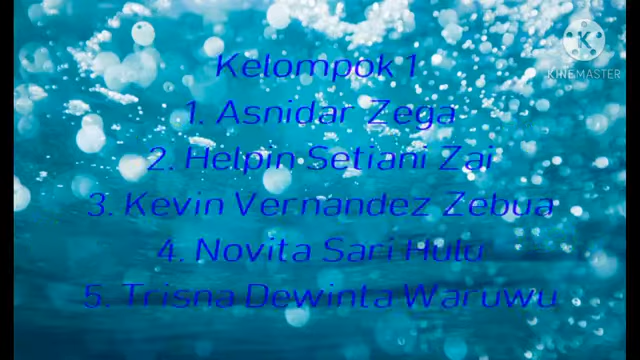 Kelompok 1
1. Asnidar Zega
2. Helpin Setiani Zai
3. Kevin Vernandez Zebua
4. Novita Sari Hulu
5. Trisna Dewinta Waruwu
K
KINEMASTER